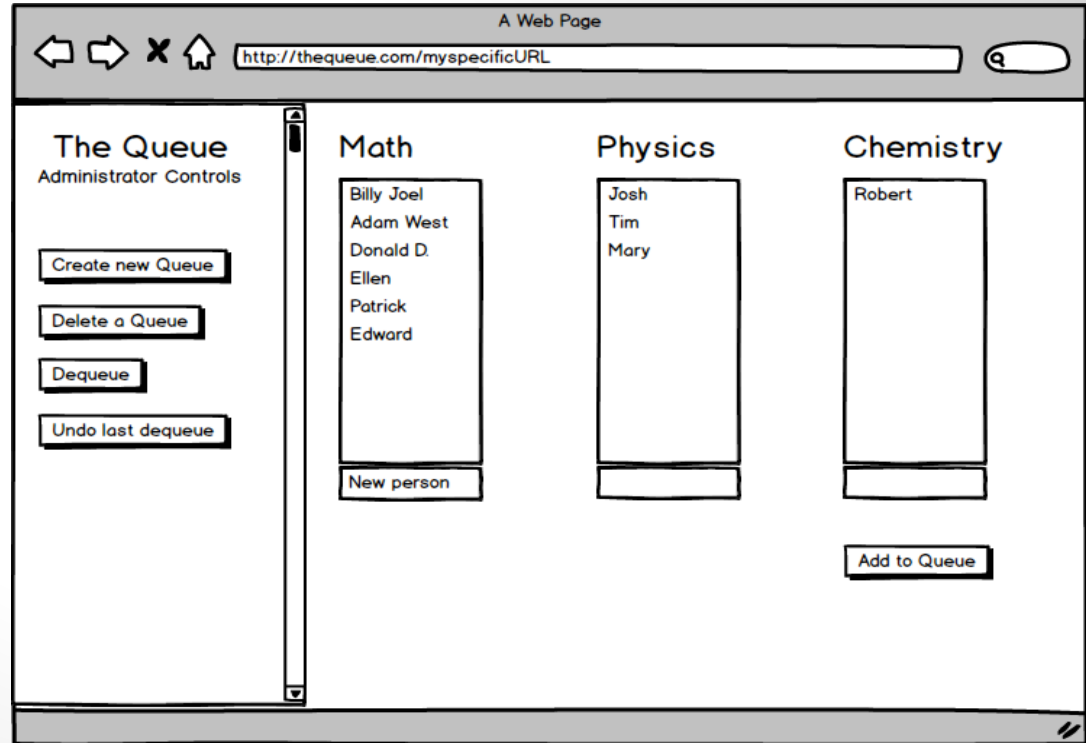 A Web Page
http://thequeue.com/myspecificURL
The Queue
Administrator Controls
Create new Queue
Delete a Queue
Dequeue
Undo last dequeue
Math
Billy Joel
Adam West
Donald D.
Ellen
Patrick
Edward
New person
Physics
Josh
Tim
Mary
Chemistry
Robert
Add to Queue